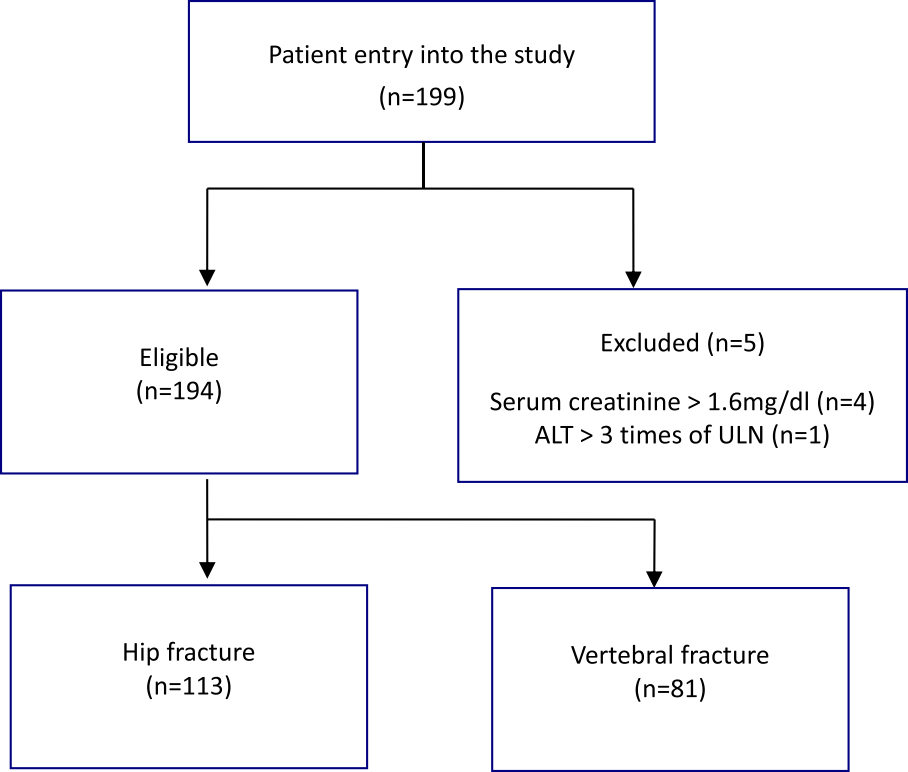 Patient entry into the study
(n=199)
Eligible
(n=194)
Excluded (n=5)
Serum creatinine > 1.6mg/dl (n=4)
ALT > 3 times of ULN (n=1)
Hip fracture
(n=113)
Vertebral fracture
(n=81)